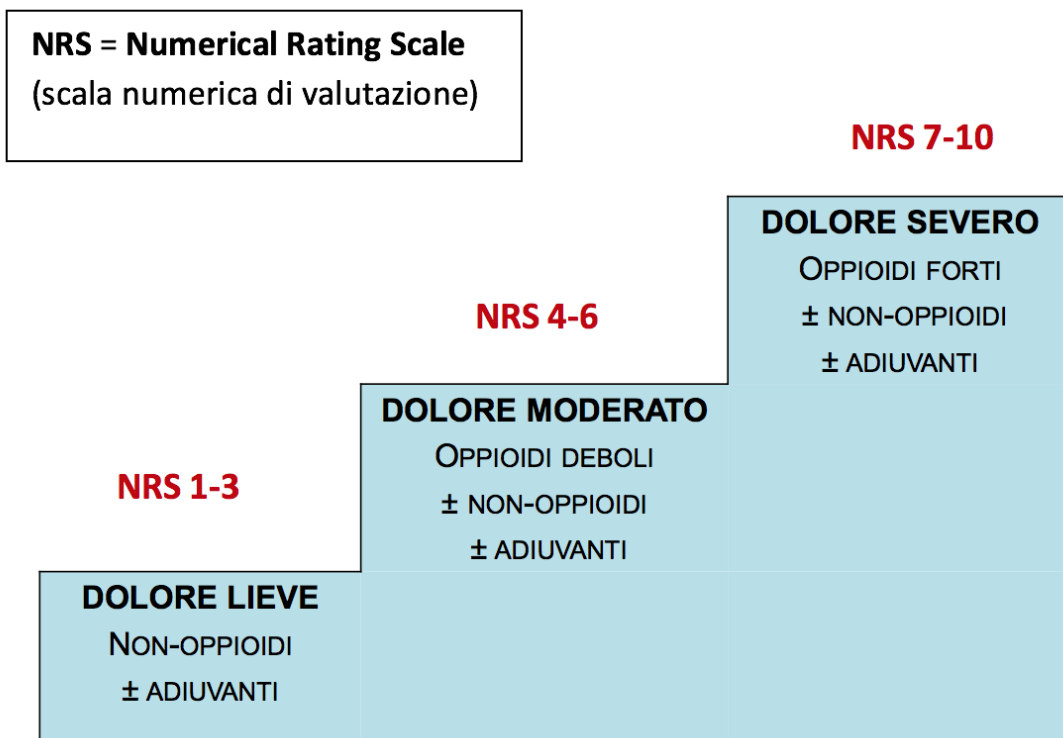 NRS = Numerical Rating Scale
(scala numerica di valutazione)
NRS 7-10
DOLORE SEVERO
OPPIOIDI FORTI
± NON-OPPIOIDI
± ADIUVANTI
NRS 4-6
DOLORE MODERATO
OPPIOIDI DEBOLI
± NON-OPPIOIDI
± ADIUVANTI
NRS 1-3
DOLORE LIEVE
NON-OPPIOIDI
± ADIUVANTI